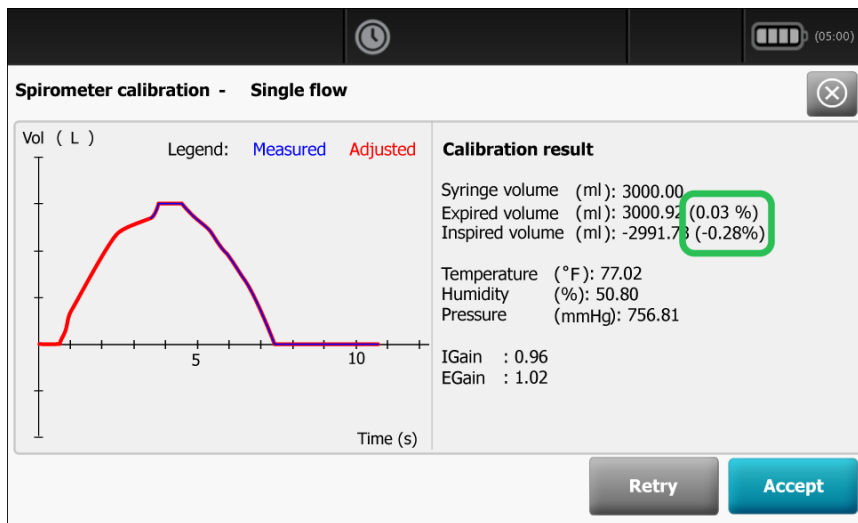 (05:00)
Spirometer calibration - Single flow
Vol ( L )
Legend: Measured Adjusted
5
10
Time (s)
Calibration result
Syringe volume (ml): 3000.00
Expired volume (ml): 3000.92 (0.03 %)
Inspired volume (ml): -2991.73 (-0.28%)
Temperature (°F): 77.02
Humidity (%): 50.80
Pressure (mmHg): 756.81
IGain : 0.96
EGain : 1.02
Retry
Accept